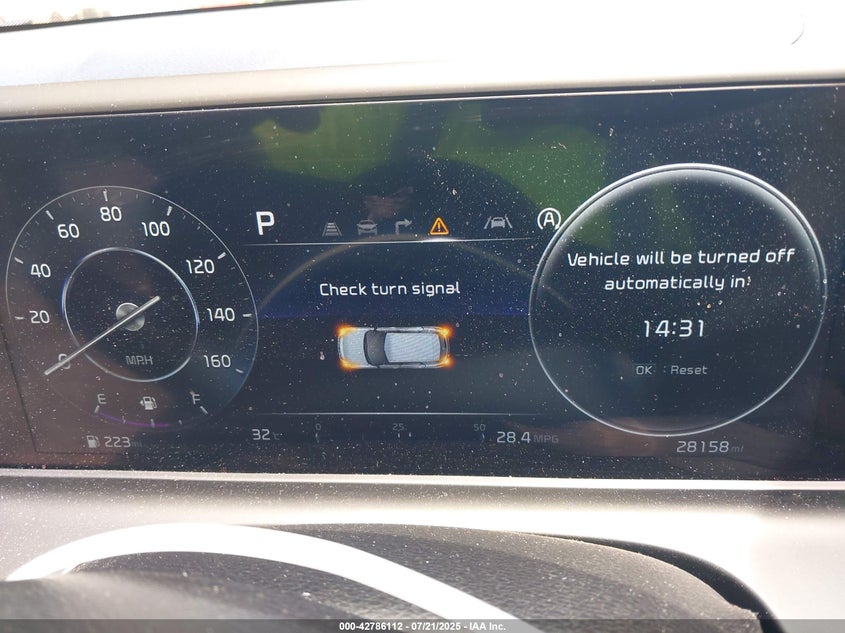 60 80 100
40 120
20 140
0 160
MPH
E F
223mi
P
Check turn signal
32°C
0 25 50
28.4 MPG
A
Vehicle will be turned off
automatically in:
14:31
OK : Reset
28158 mi
000-42786112 - 07/21/2025 - IAA Inc.